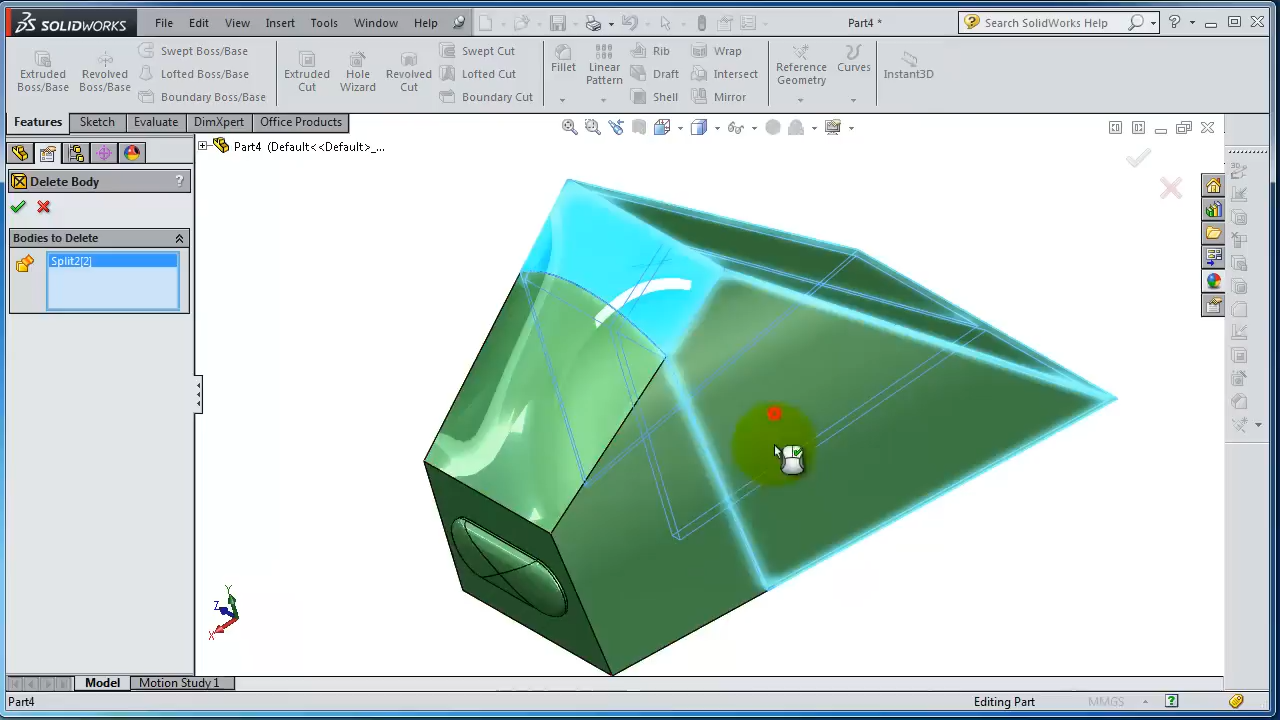 SOLIDWORKS File Edit View Insert Tools Window Help Part4 * Search SolidWorks Help
Extruded Boss/Base
Revolved Boss/Base
Swept Boss/Base
Lofted Boss/Base
Boundary Boss/Base
Extruded Cut
Hole Wizard
Revolved Cut
Swept Cut
Lofted Cut
Boundary Cut
Fillet
Linear Pattern
Rib
Draft
Shell
Wrap
Intersect
Mirror
Reference Geometry
Curves
Instant3D
Features Sketch Evaluate DimXpert Office Products
Part4 (Default<<Default>_...
Delete Body ?
Bodies to Delete
Split2[2]
Y
Z
X
Model Motion Study 1
Part4 Editing Part MMGS